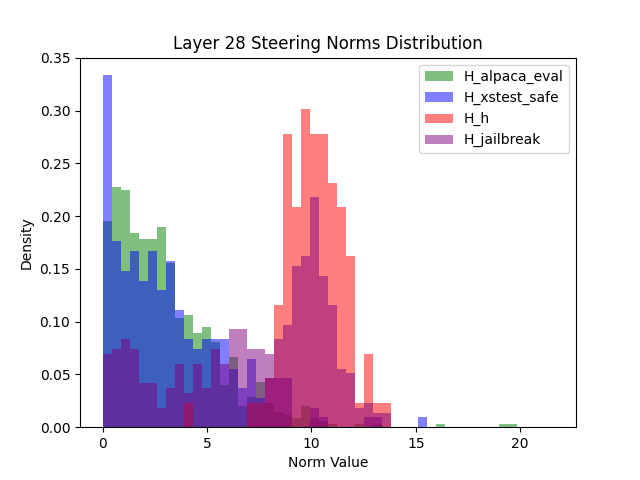 Layer 28 Steering Norms Distribution
0.35
0.30
0.25
0.20
0.15
0.10
0.05
0.00
Density
H_alpaca_eval
H_xstest_safe
H_h
H_jailbreak
0 5 10 15 20
Norm Value